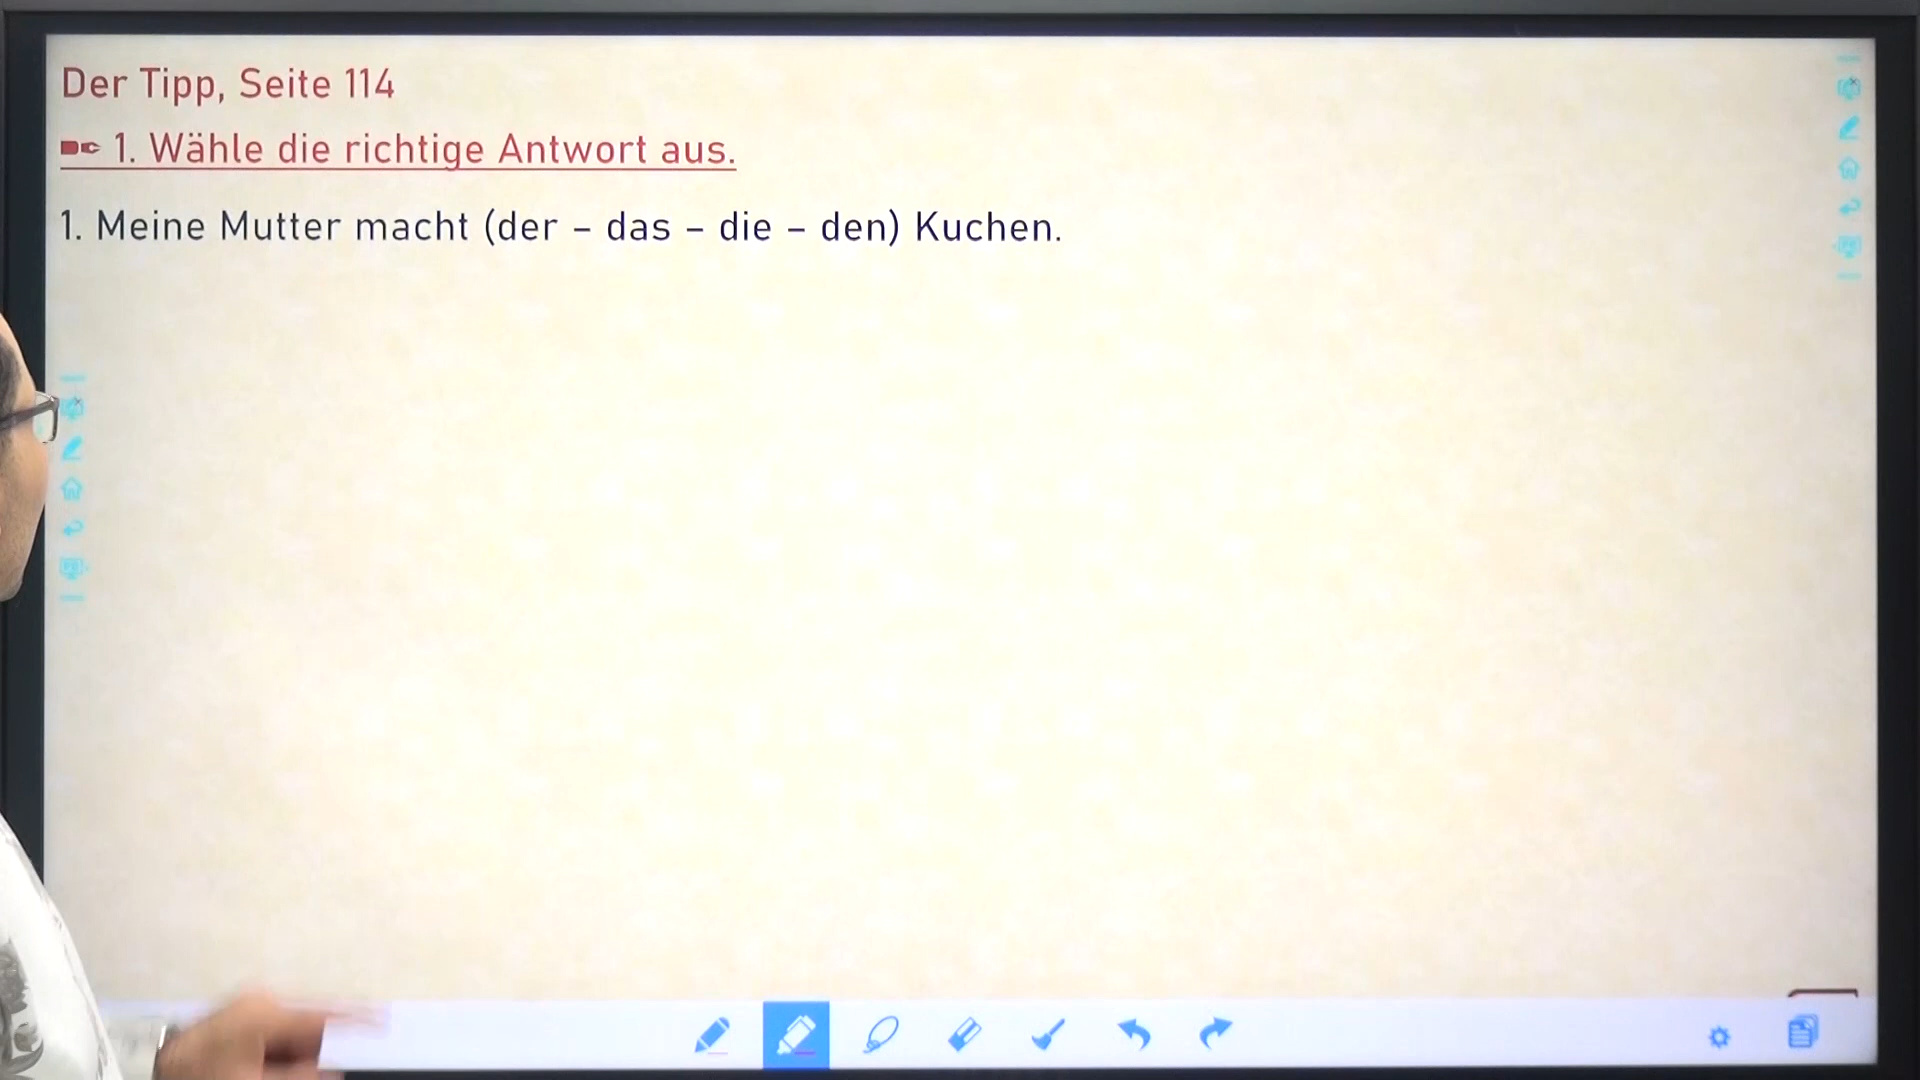 Der Tipp, Seite 114
1. Wähle die richtige Antwort aus.
1. Meine Mutter macht (der – das – die – den) Kuchen.